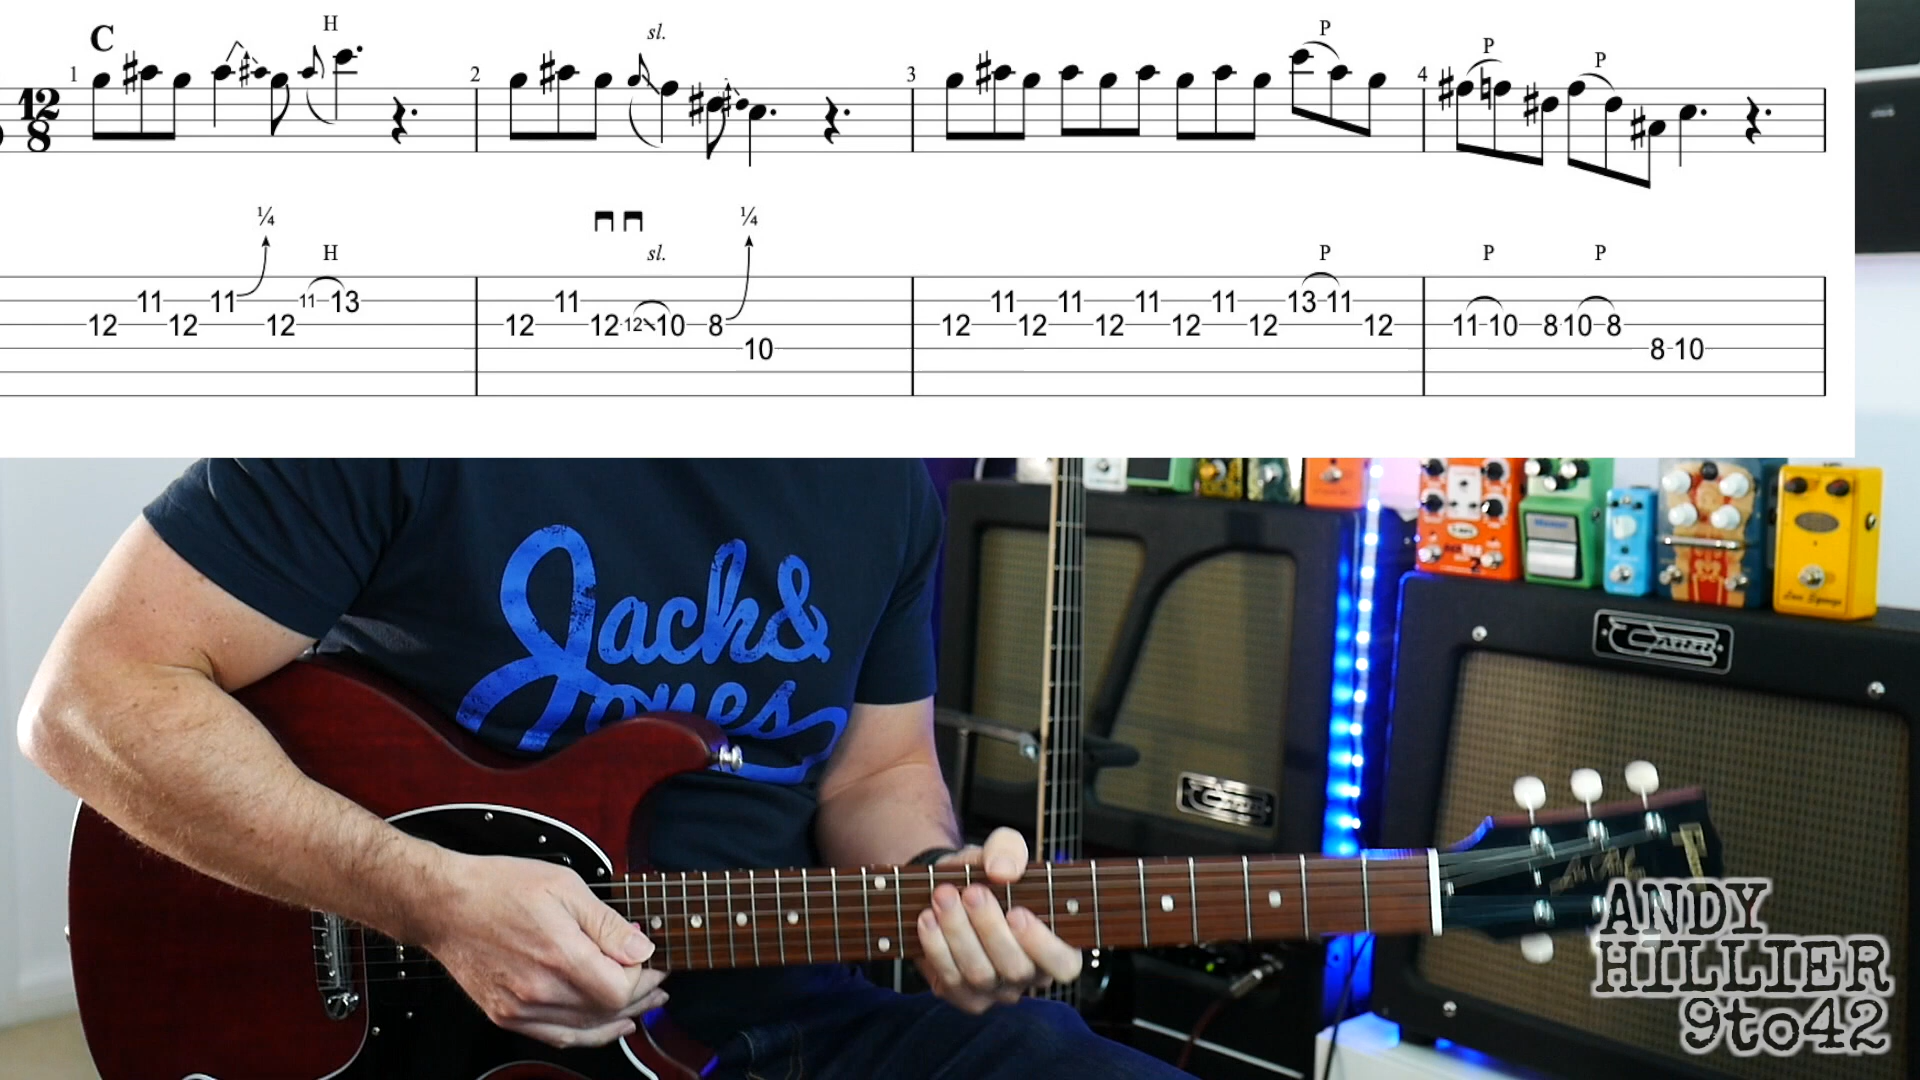 H
C
sl.
P
P
P
1
2
3
4
12
8
¼
¼
H
sl.
P
P
P
11 11 11 13
12 12 12
11
12 12 12 10 8
10
11 11 11 11 13 11
12 12 12 12 12 12
11 10 8 10 8
8 10
Jack&
Jones
ANDY
HILLIER
9to42